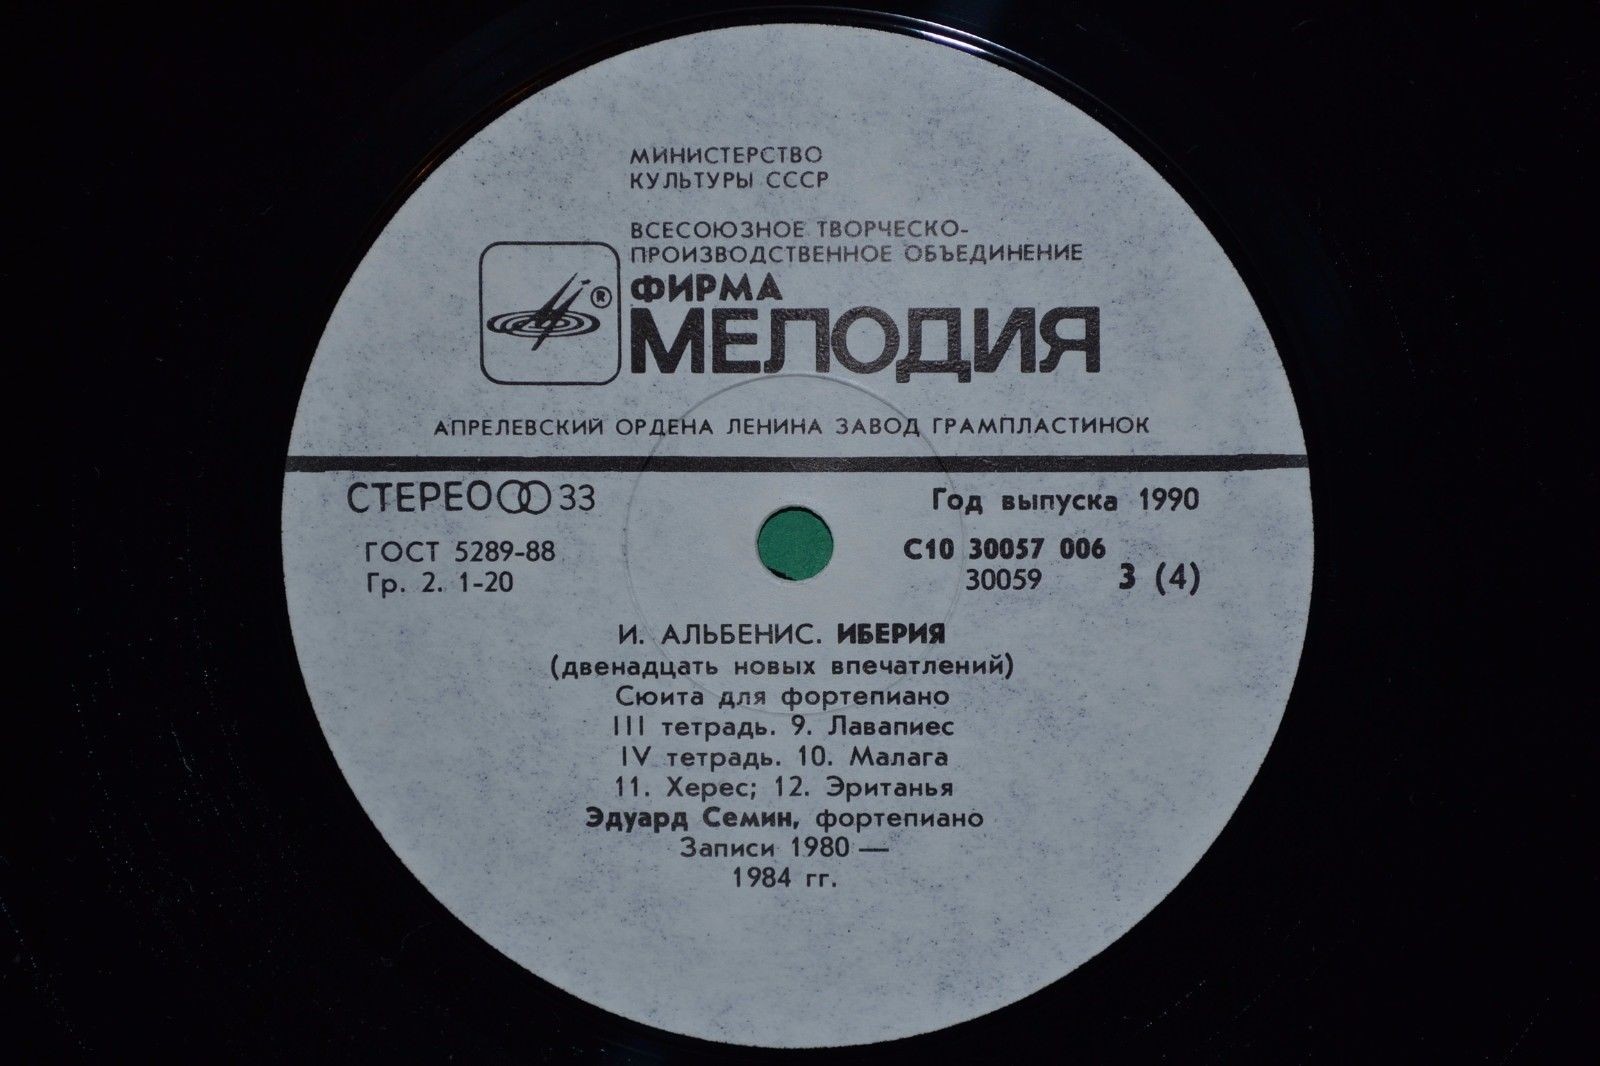 МИНИСТЕРСТВО
КУЛЬТУРЫ СССР
ВСЕСОЮЗНОЕ ТВОРЧЕСКО-
ПРОИЗВОДСТВЕННОЕ ОБЪЕДИНЕНИЕ
ФИРМА
®
МЕЛОДИЯ
АПРЕЛЕВСКИЙ ОРДЕНА ЛЕНИНА ЗАВОД ГРАМПЛАСТИНОК
СТЕРЕО 33
Год выпуска 1990
ГОСТ 5289-88
Гр. 2. 1-20
С10 30057 006
30059 3 (4)
И. АЛЬБЕНИС. ИБЕРИЯ
(двенадцать новых впечатлений)
Сюита для фортепиано
III тетрадь. 9. Лавапиес
IV тетрадь. 10. Малага
11. Херес; 12. Эританья
Эдуард Семин, фортепиано
Записи 1980 —
1984 гг.